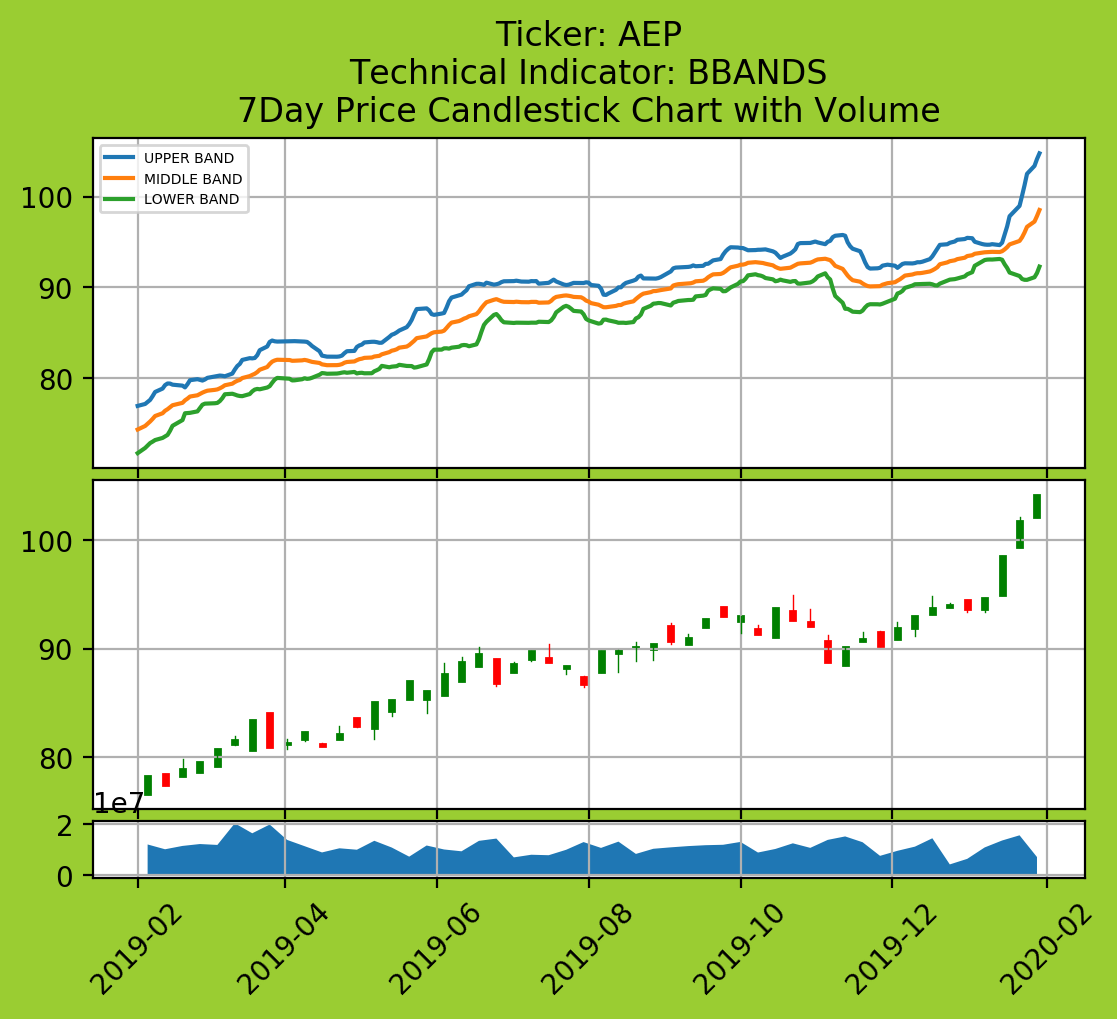 Ticker: AEP
Technical Indicator: BBANDS
7Day Price Candlestick Chart with Volume
UPPER BAND
MIDDLE BAND
LOWER BAND
100
90
80
100
90
80
1e7
2
0
2019-02
2019-04
2019-06
2019-08
2019-10
2019-12
2020-02